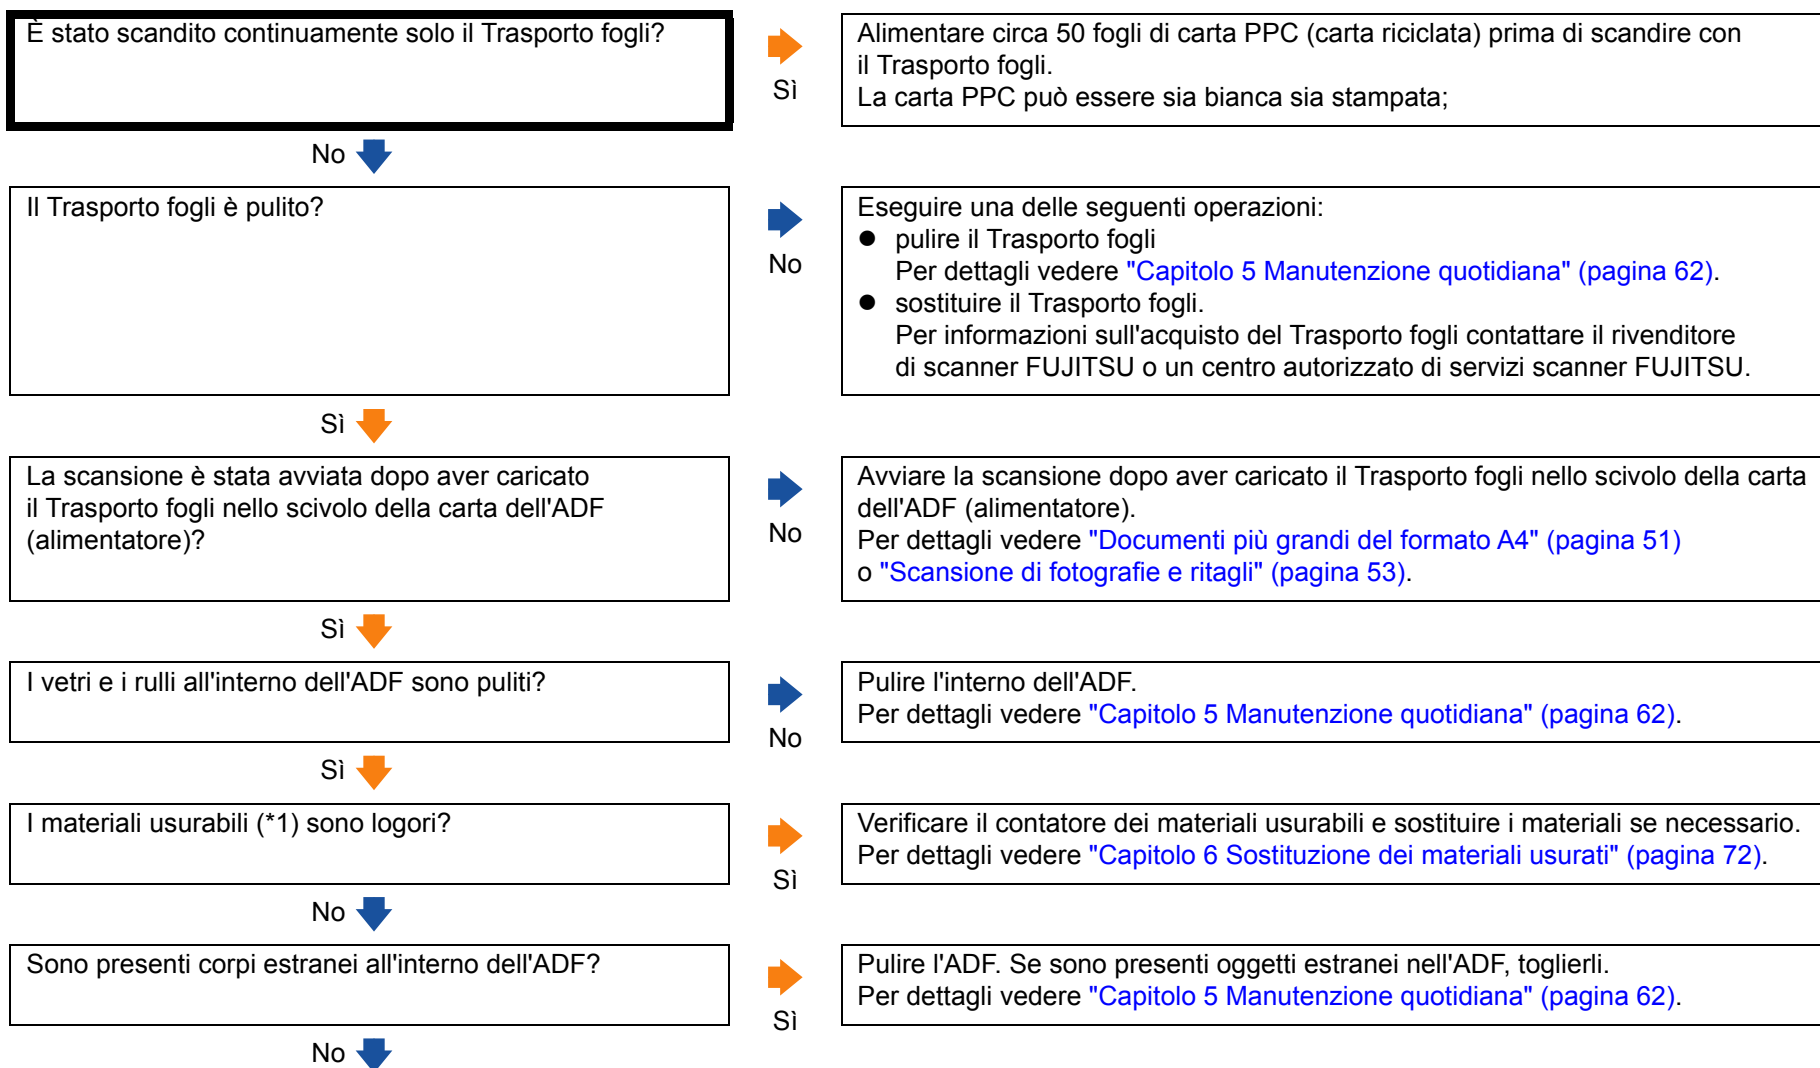 È stato scandito continuamente solo il Trasporto fogli?
Sì
Alimentare circa 50 fogli di carta PPC (carta riciclata) prima di scandire con
il Trasporto fogli.
La carta PPC può essere sia bianca sia stampata;
No
Il Trasporto fogli è pulito?
No
Eseguire una delle seguenti operazioni:
● pulire il Trasporto fogli
Per dettagli vedere "Capitolo 5 Manutenzione quotidiana" (pagina 62).
● sostituire il Trasporto fogli.
Per informazioni sull'acquisto del Trasporto fogli contattare il rivenditore
di scanner FUJITSU o un centro autorizzato di servizi scanner FUJITSU.
Sì
La scansione è stata avviata dopo aver caricato
il Trasporto fogli nello scivolo della carta dell'ADF
(alimentatore)?
No
Avviare la scansione dopo aver caricato il Trasporto fogli nello scivolo della carta
dell'ADF (alimentatore).
Per dettagli vedere "Documenti più grandi del formato A4" (pagina 51)
o "Scansione di fotografie e ritagli" (pagina 53).
Sì
I vetri e i rulli all'interno dell'ADF sono puliti?
No
Pulire l'interno dell'ADF.
Per dettagli vedere "Capitolo 5 Manutenzione quotidiana" (pagina 62).
Sì
I materiali usurabili (*1) sono logori?
Sì
Verificare il contatore dei materiali usurabili e sostituire i materiali se necessario.
Per dettagli vedere "Capitolo 6 Sostituzione dei materiali usurati" (pagina 72).
No
Sono presenti corpi estranei all'interno dell'ADF?
Sì
Pulire l'ADF. Se sono presenti oggetti estranei nell'ADF, toglierli.
Per dettagli vedere "Capitolo 5 Manutenzione quotidiana" (pagina 62).
No